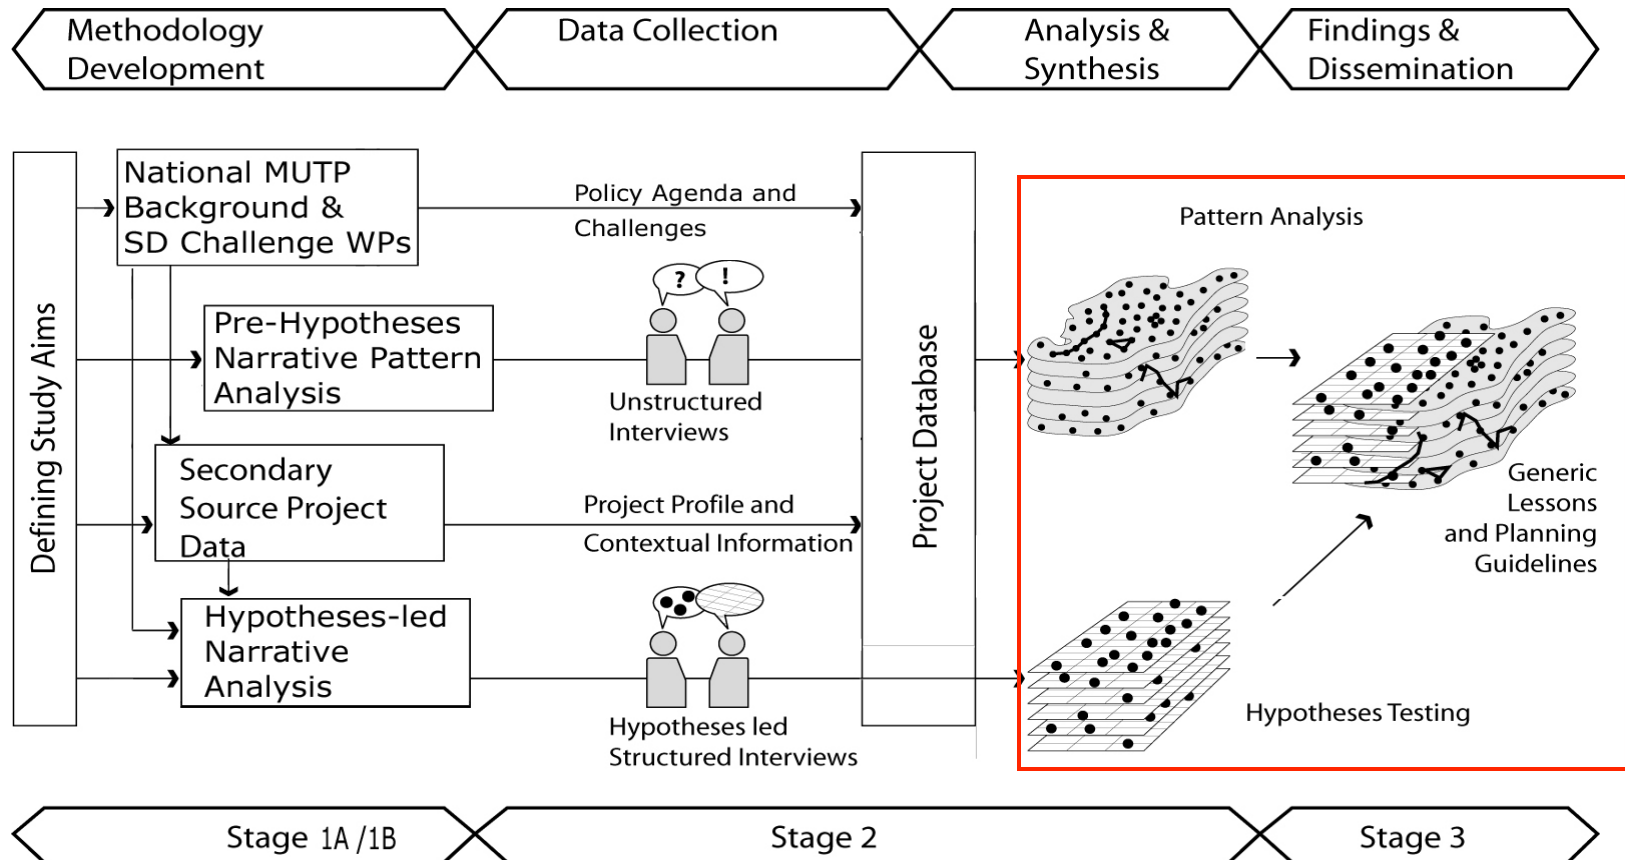 Methodology
Development
Data Collection
Analysis &
Synthesis
Findings &
Dissemination
Defining Study Aims
National MUTP
Background &
SD Challenge WPs
Policy Agenda and
Challenges
Pre-Hypotheses
Narrative Pattern
Analysis
?
!
Unstructured
Interviews
Secondary
Source Project
Data
Project Profile and
Contextual Information
Hypotheses-led
Narrative
Analysis
Hypotheses led
Structured Interviews
Project Database
Pattern Analysis
Generic
Lessons
and Planning
Guidelines
Hypotheses Testing
Stage 1A /1B
Stage 2
Stage 3